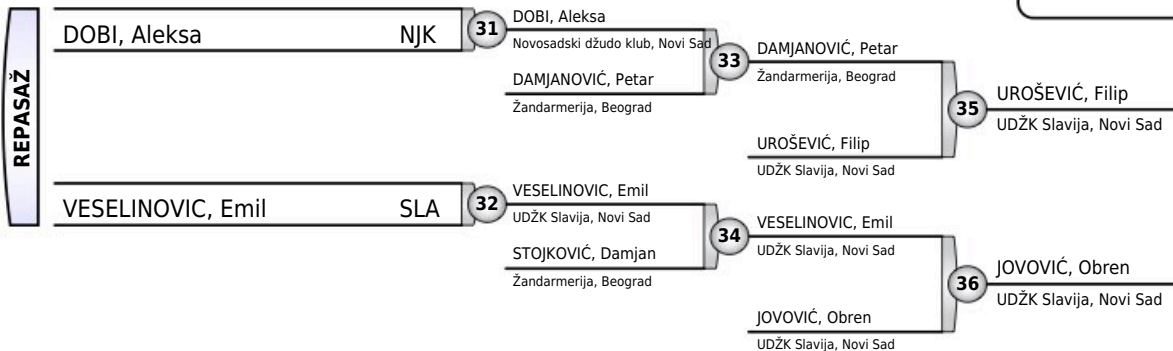 REPASAŽ
DOBI, Aleksa NJK
31
DOBI, Aleksa
Novosadski džudo klub, Novi Sad
DAMJANOVIĆ, Petar
Žandarmerija, Beograd
33
DAMJANOVIĆ, Petar
Žandarmerija, Beograd
UROŠEVIĆ, Filip
UDŽK Slavija, Novi Sad
35
UROŠEVIĆ, Filip
UDŽK Slavija, Novi Sad
VESELINOVIC, Emil SLA
32
VESELINOVIC, Emil
UDŽK Slavija, Novi Sad
STOJKOVIĆ, Damjan
Žandarmerija, Beograd
34
VESELINOVIC, Emil
UDŽK Slavija, Novi Sad
JOVOVIĆ, Obren
UDŽK Slavija, Novi Sad
36
JOVOVIĆ, Obren
UDŽK Slavija, Novi Sad